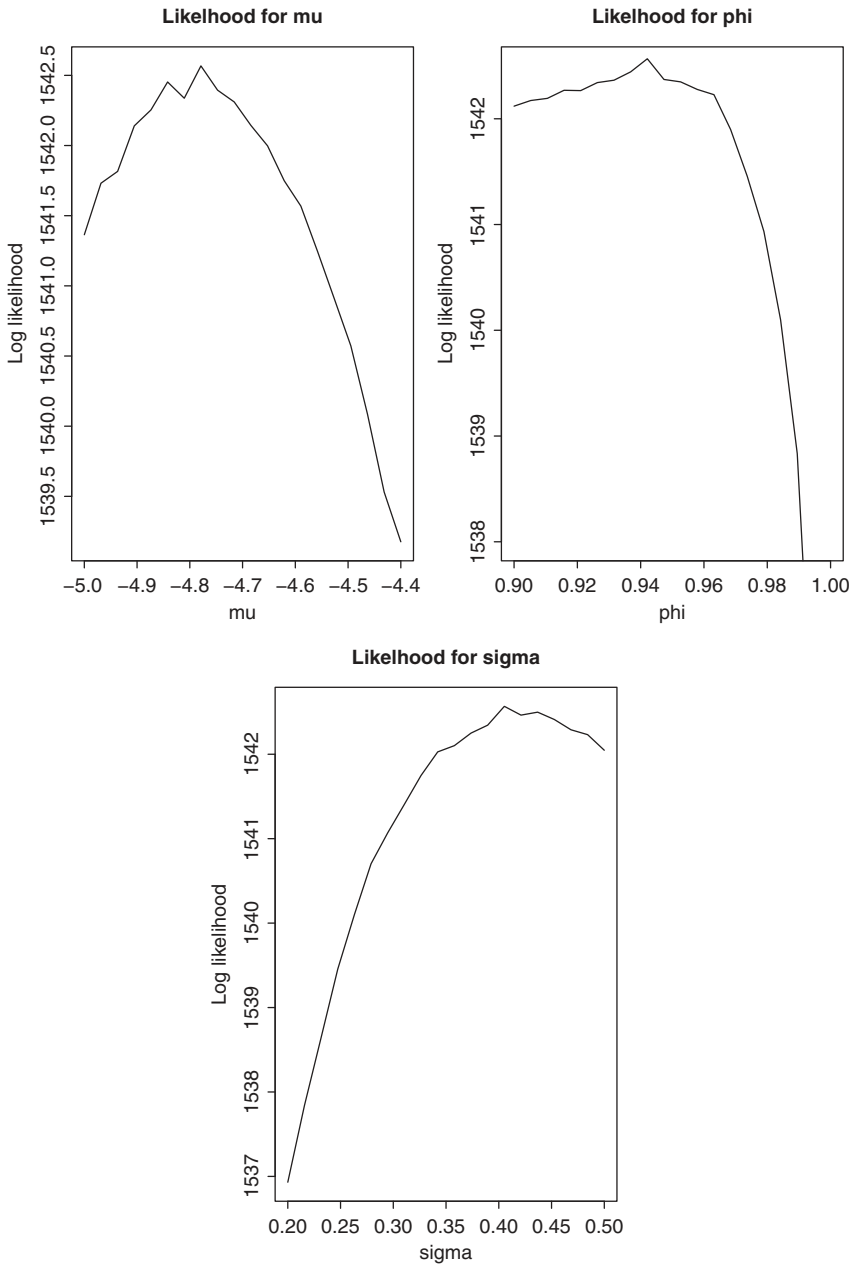 Likelhood for mu
Log likelihood
1539.5 1540.0 1540.5 1541.0 1541.5 1542.0 1542.5
−5.0 −4.9 −4.8 −4.7 −4.6 −4.5 −4.4
mu
Likelhood for phi
Log likelihood
1538 1539 1540 1541 1542
0.90 0.92 0.94 0.96 0.98 1.00
phi
Likelhood for sigma
Log likelihood
1537 1538 1539 1540 1541 1542
0.20 0.25 0.30 0.35 0.40 0.45 0.50
sigma